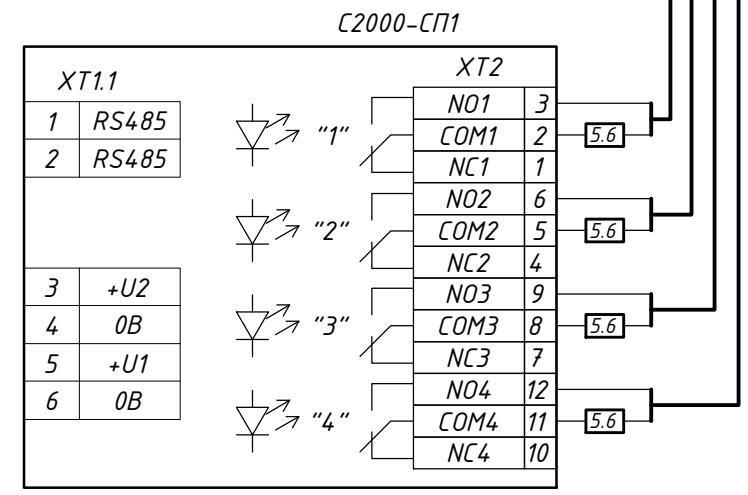 С2000-СП1
XT1.1
1 RS485
2 RS485
3 +U2
4 0В
5 +U1
6 0В
"1"
"2"
"3"
"4"
XT2
NO1 3
COM1 2
NC1 1
NO2 6
COM2 5
NC2 4
NO3 9
COM3 8
NC3 7
NO4 12
COM4 11
NC4 10
5.6
5.6
5.6
5.6